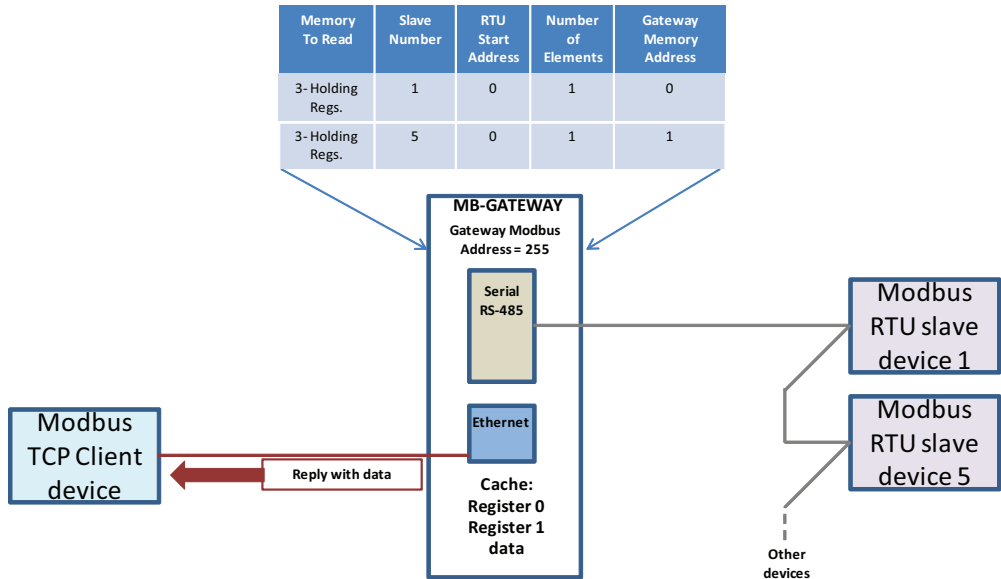 Memory To Read Slave Number RTU Start Address Number of Elements Gateway Memory Address
3- Holding Regs. 1 0 1 0
3- Holding Regs. 5 0 1 1
MB-GATEWAY
Gateway Modbus
Address = 255
Serial
RS-485
Modbus
RTU slave
device 1
Modbus
TCP Client
device
Reply with data
Ethernet
Modbus
RTU slave
device 5
Cache:
Register 0
Register 1
data
Other
devices